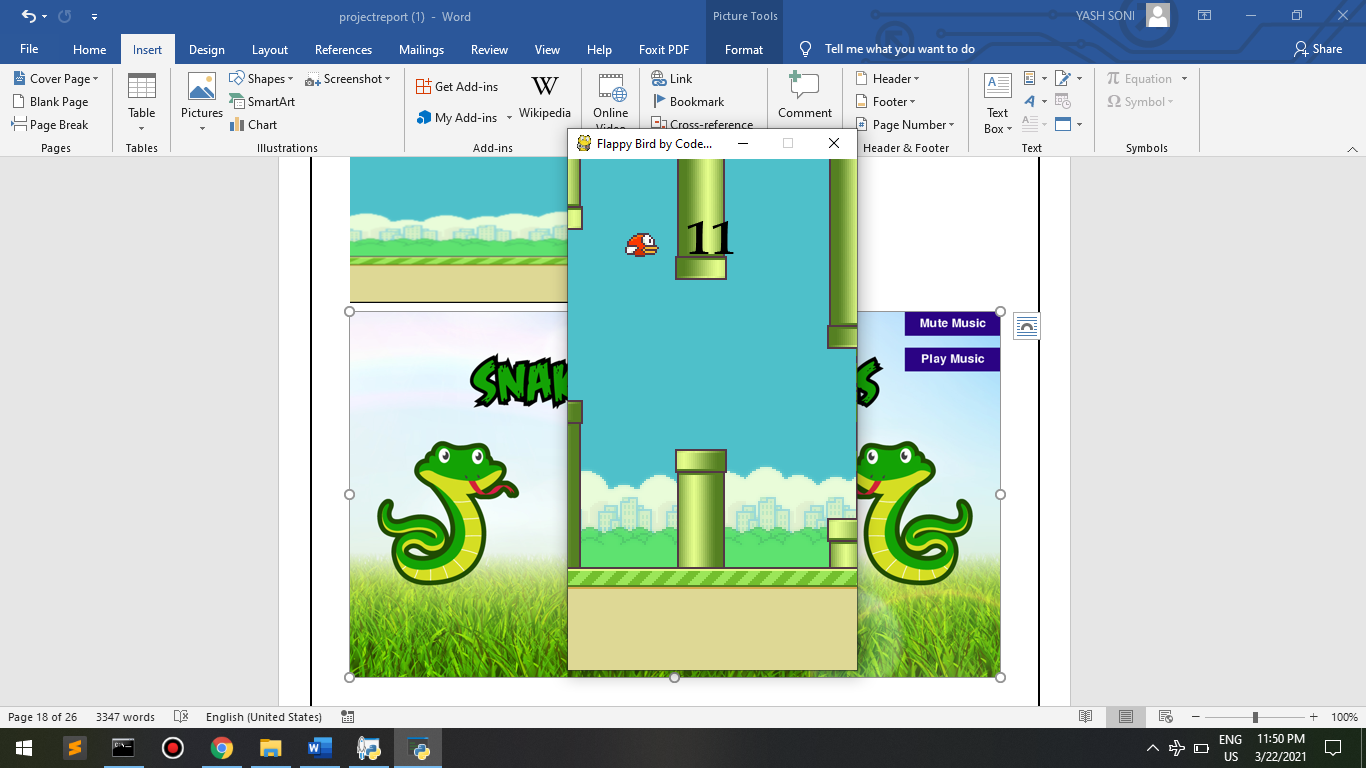 projectreport (1) - Word
Picture Tools
YASH SONI
File Home Insert Design Layout References Mailings Review View Help Foxit PDF Format Tell me what you want to do Share
Cover Page
Blank Page
Page Break
Pages
Table
Tables
Pictures
Shapes
SmartArt
Chart
Screenshot
Illustrations
Get Add-ins
My Add-ins
Wikipedia
Add-ins
Online
Link
Bookmark
Cross-reference
Comment
Header
Footer
Page Number
Header & Footer
Text
Box
Text
Equation
Symbol
Symbols
Flappy Bird by Code...
11
Mute Music
Play Music
Page 18 of 26 3347 words English (United States) 100%
ENG
US
11:50 PM
3/22/2021